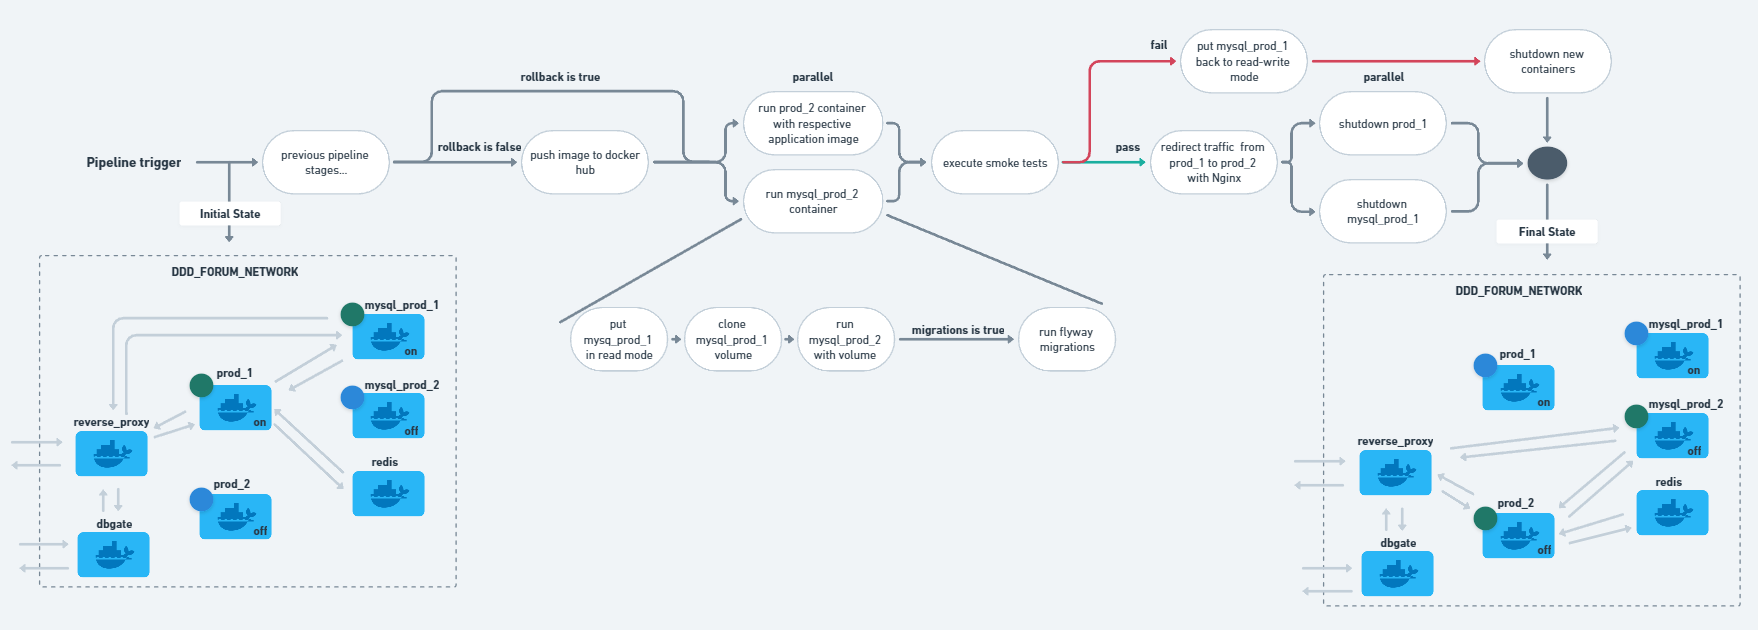 Pipeline trigger
Initial State
previous pipeline
stages...
rollback is true
rollback is false
push image to docker
hub
parallel
run prod_2 container
with respective
application image
run mysql_prod_2
container
put
mysq_prod_1
in read mode
clone
mysql_prod_1
volume
run
mysql_prod_2
with volume
migrations is true
run flyway
migrations
execute smoke tests
fail
put mysql_prod_1
back to read-write
mode
shutdown new
containers
pass
redirect traffic from
prod_1 to prod_2
with Nginx
parallel
shutdown prod_1
shutdown
mysql_prod_1
Final State
DDD_FORUM_NETWORK
mysql_prod_1
on
prod_1
on
mysql_prod_2
off
reverse_proxy
redis
prod_2
off
dbgate
DDD_FORUM_NETWORK
mysql_prod_1
on
prod_1
on
mysql_prod_2
off
reverse_proxy
redis
prod_2
off
dbgate